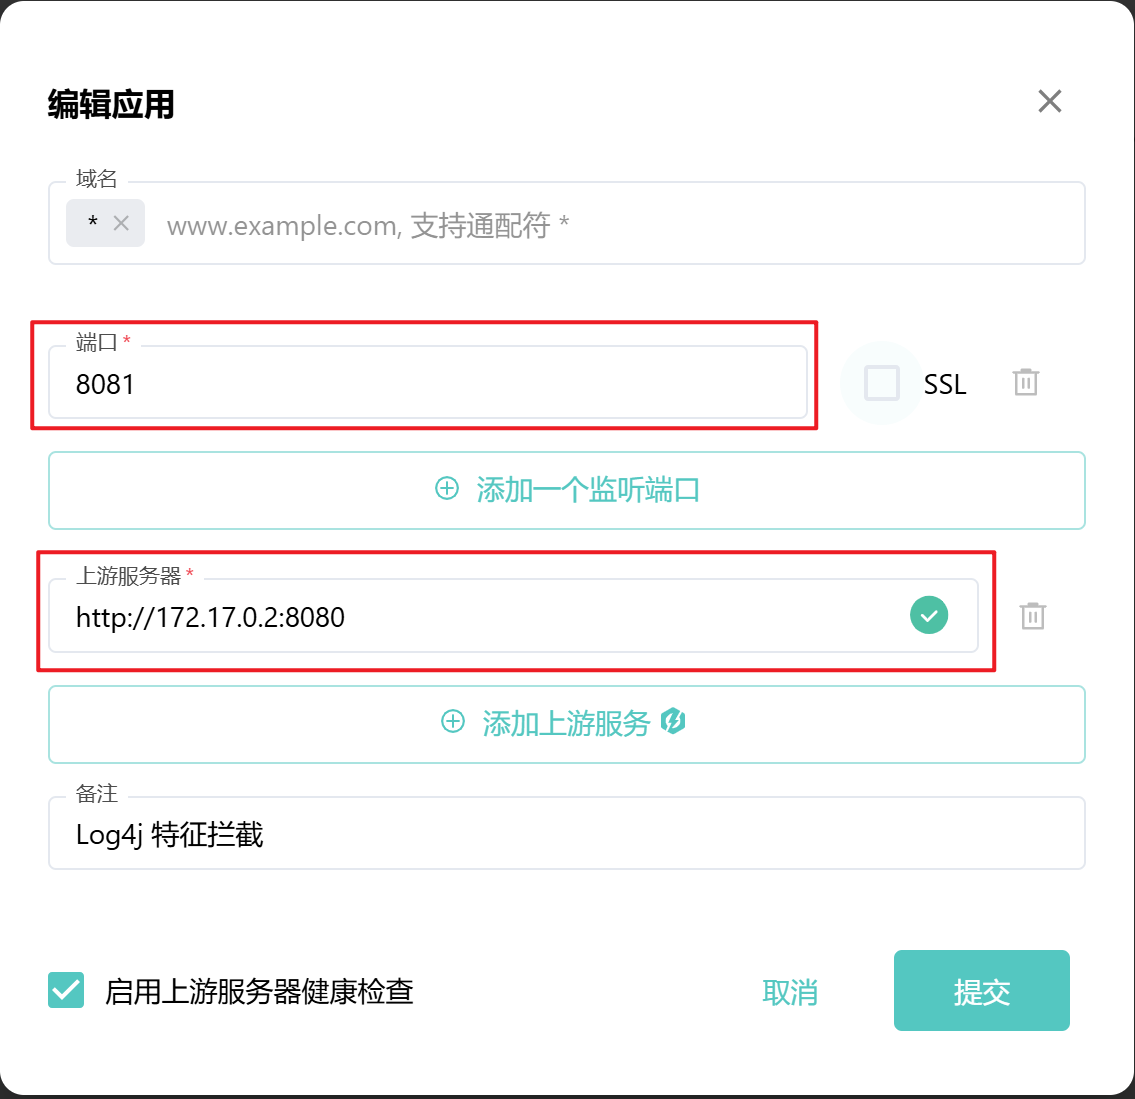 编辑应用
域名
* www.example.com, 支持通配符 *
端口 *
8081
SSL
添加一个监听端口
上游服务器 *
http://172.17.0.2:8080
添加上游服务
备注
Log4j 特征拦截
启用上游服务器健康检查
取消
提交